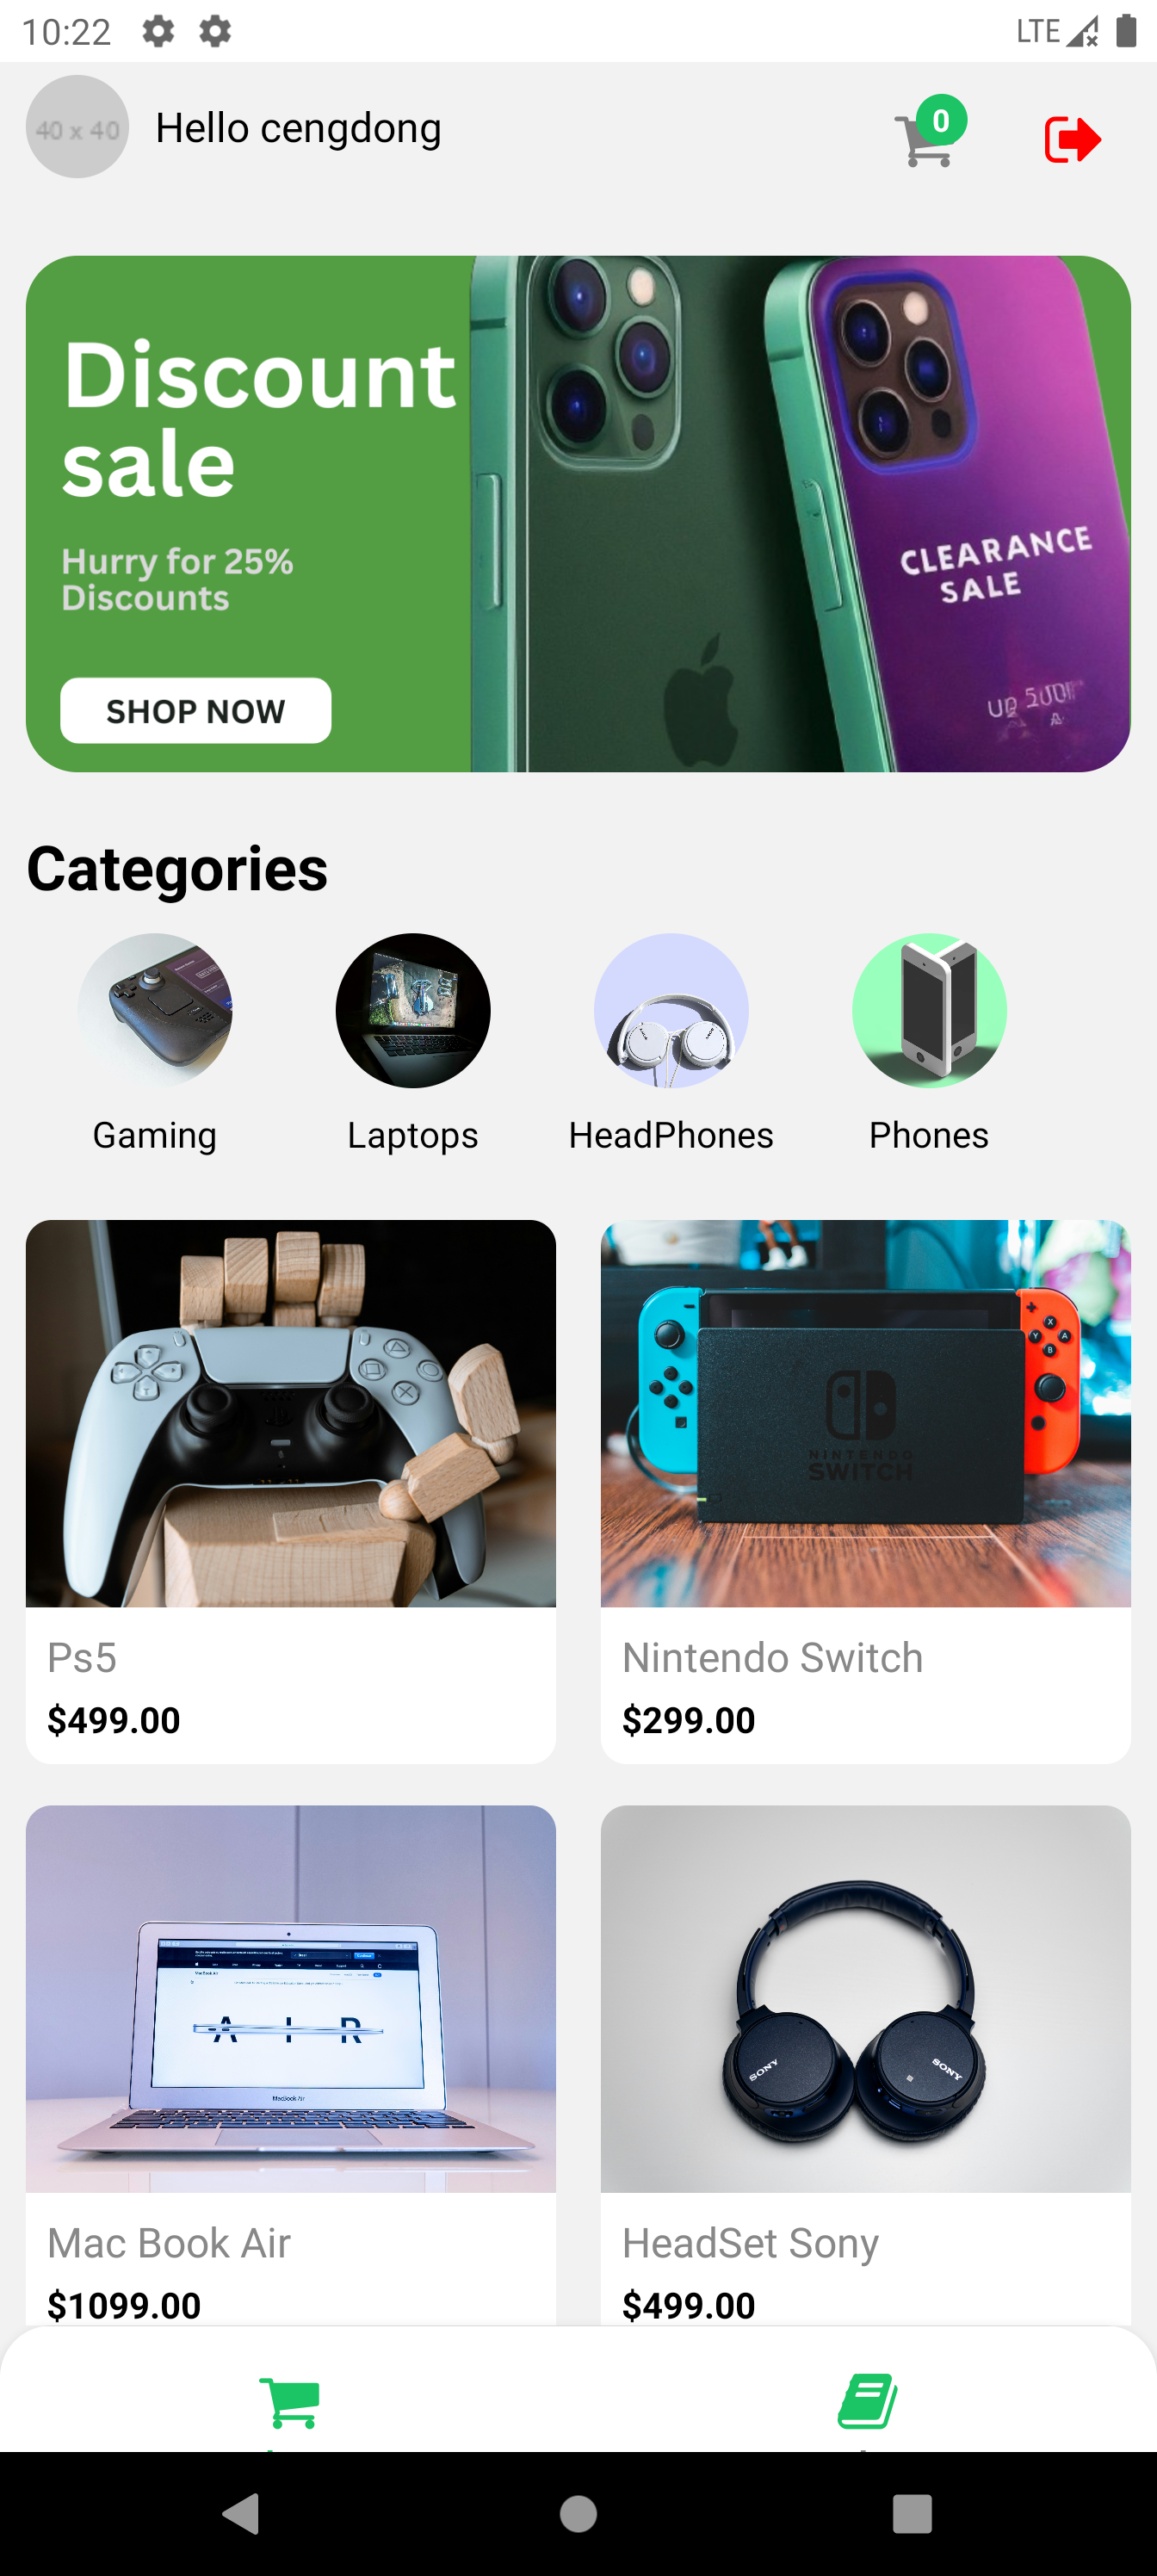 10:22
LTE
40 x 40
Hello cengdong
0
Discount
sale
Hurry for 25%
Discounts
SHOP NOW
CLEARANCE
SALE
Categories
Gaming
Laptops
HeadPhones
Phones
NINTENDO
SWITCH
Ps5
$499.00
Nintendo Switch
$299.00
A I R
MacBook Air
SONY
SONY
Mac Book Air
$1099.00
HeadSet Sony
$499.00